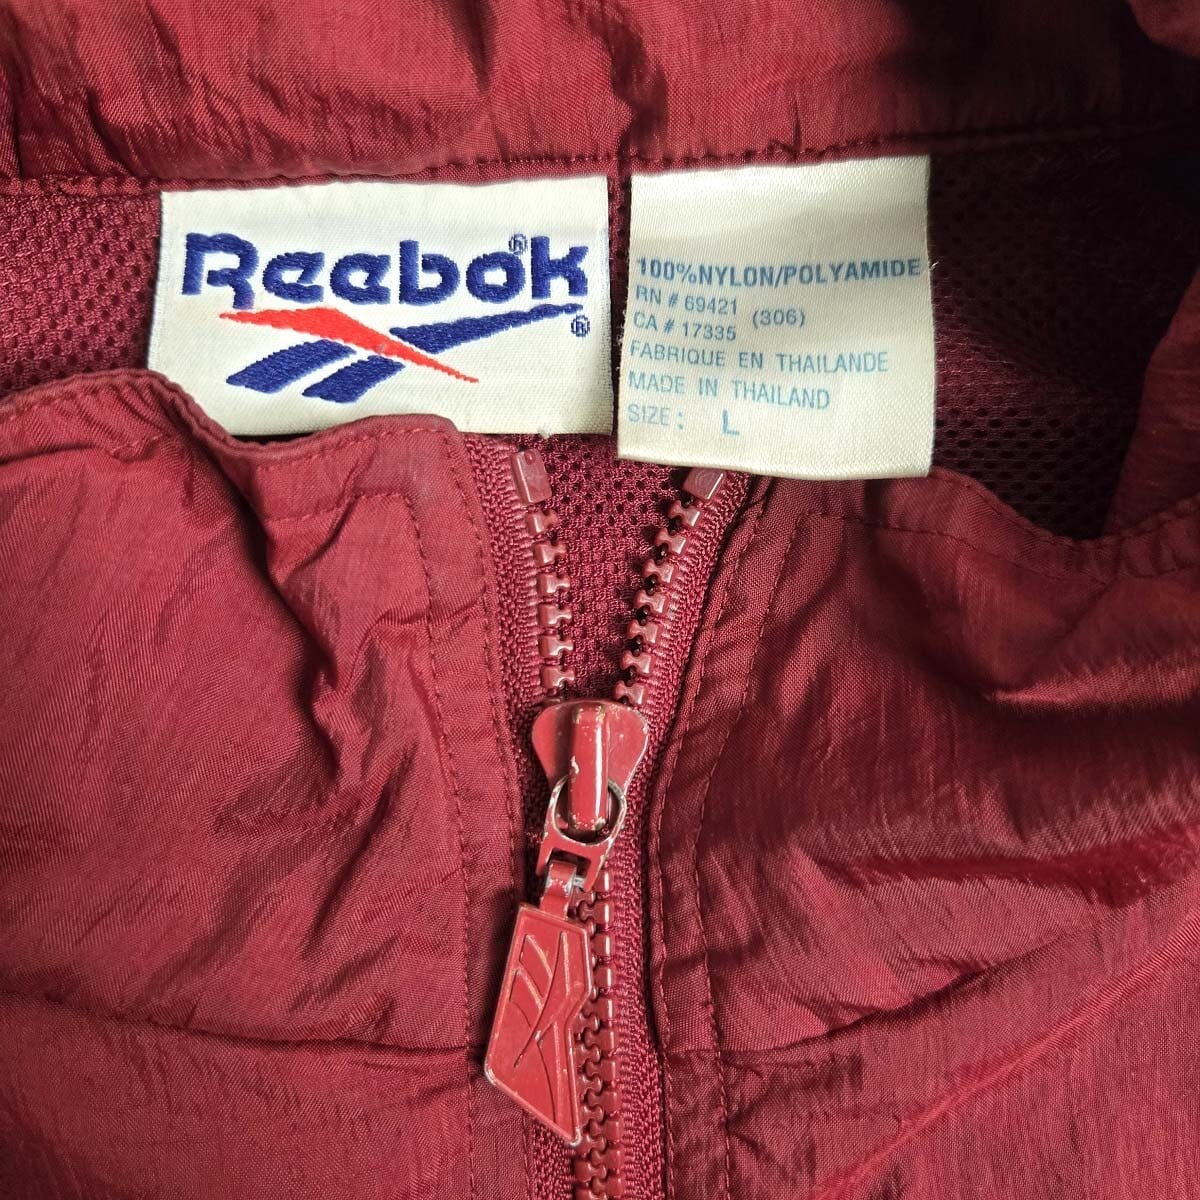 Reebok®
®
100%NYLON/POLYAMIDE
RN # 69421 (306)
CA # 17335
FABRIQUE EN THAILANDE
MADE IN THAILAND
SIZE: L